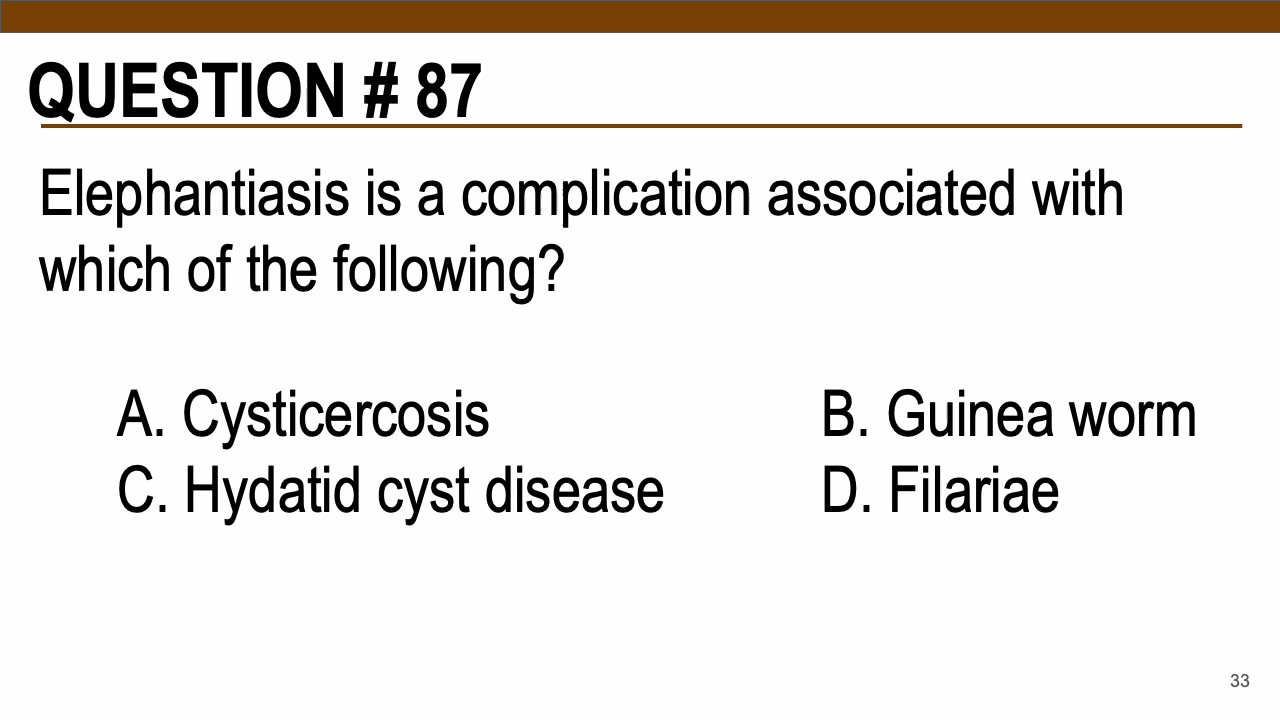 QUESTION # 87
Elephantiasis is a complication associated with
which of the following?
A. Cysticercosis B. Guinea worm
C. Hydatid cyst disease D. Filariae
33